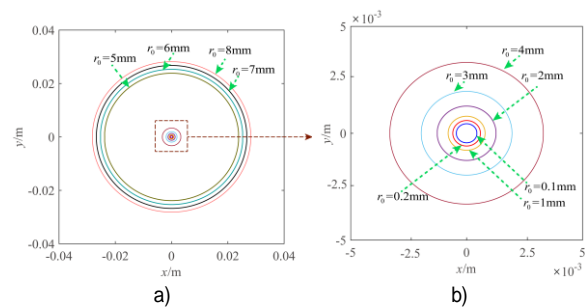 a)
b)
r₀=5mm
r₀=6mm
r₀=8mm
r₀=7mm
0.04
0.02
0
-0.02
-0.04
y/m
-0.04
-0.02
0
0.02
0.04
x/m
a)
×10⁻³
5
2.5
0
-2.5
-5
y/m
r₀=4mm
r₀=3mm
r₀=2mm
r₀=0.1mm
r₀=0.2mm
r₀=1mm
-5
-2.5
0
2.5
5
x/m
×10⁻³
b)